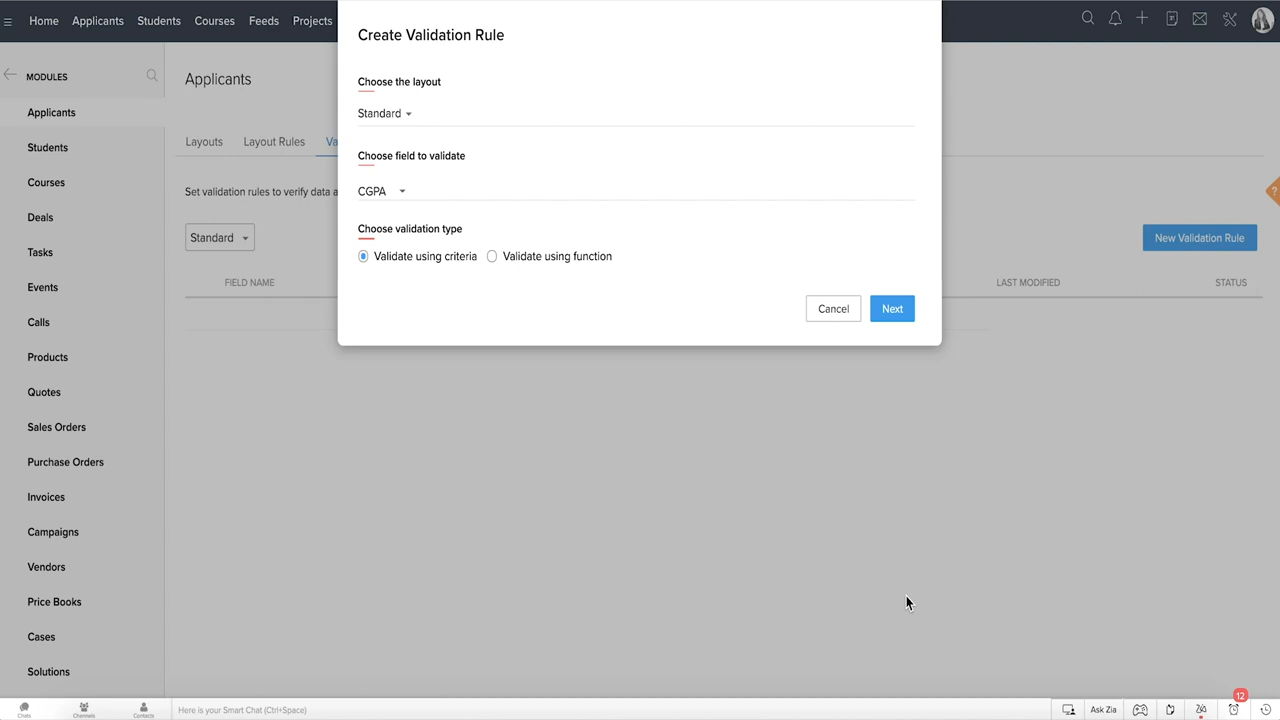 Home Applicants Students Courses Feeds Projects
Create Validation Rule
MODULES
Applicants
Students
Courses
Deals
Tasks
Events
Calls
Products
Quotes
Sales Orders
Purchase Orders
Invoices
Campaigns
Vendors
Price Books
Cases
Solutions
Applicants
Layouts Layout Rules Va
Set validation rules to verify data a
Standard
New Validation Rule
FIELD NAME LAST MODIFIED STATUS
Choose the layout
Standard
Choose field to validate
CGPA
Choose validation type
Validate using criteria Validate using function
Cancel Next
?
12
Chats Channels Contacts Here is your Smart Chat (Ctrl+Space) Ask Zia